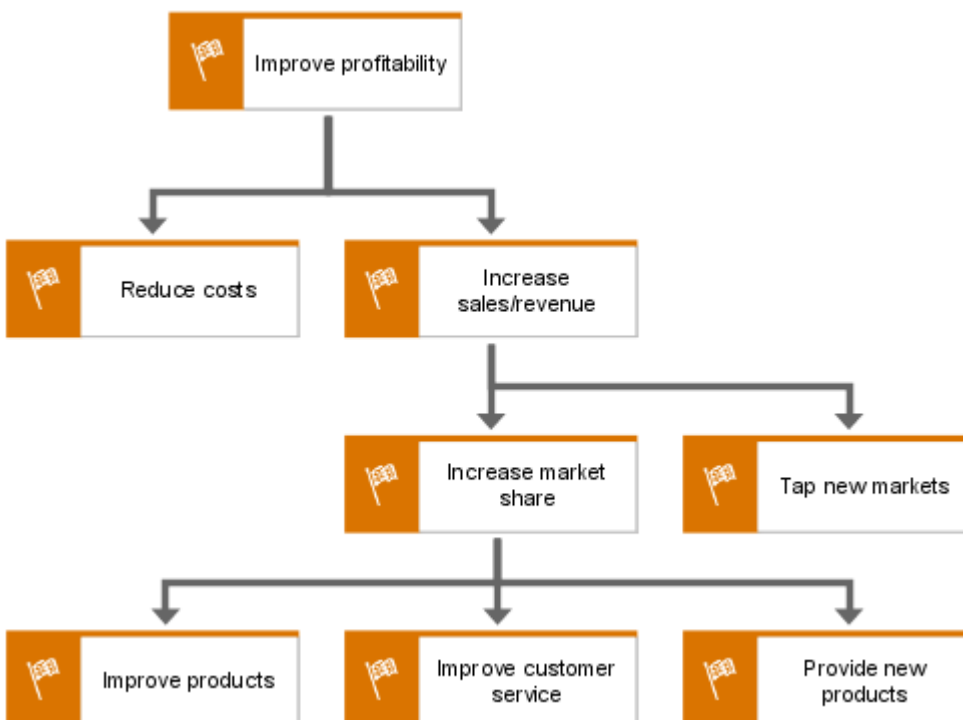 Improve profitability
Reduce costs
Increase
sales/revenue
Increase market
share
Tap new markets
Improve products
Improve customer
service
Provide new
products